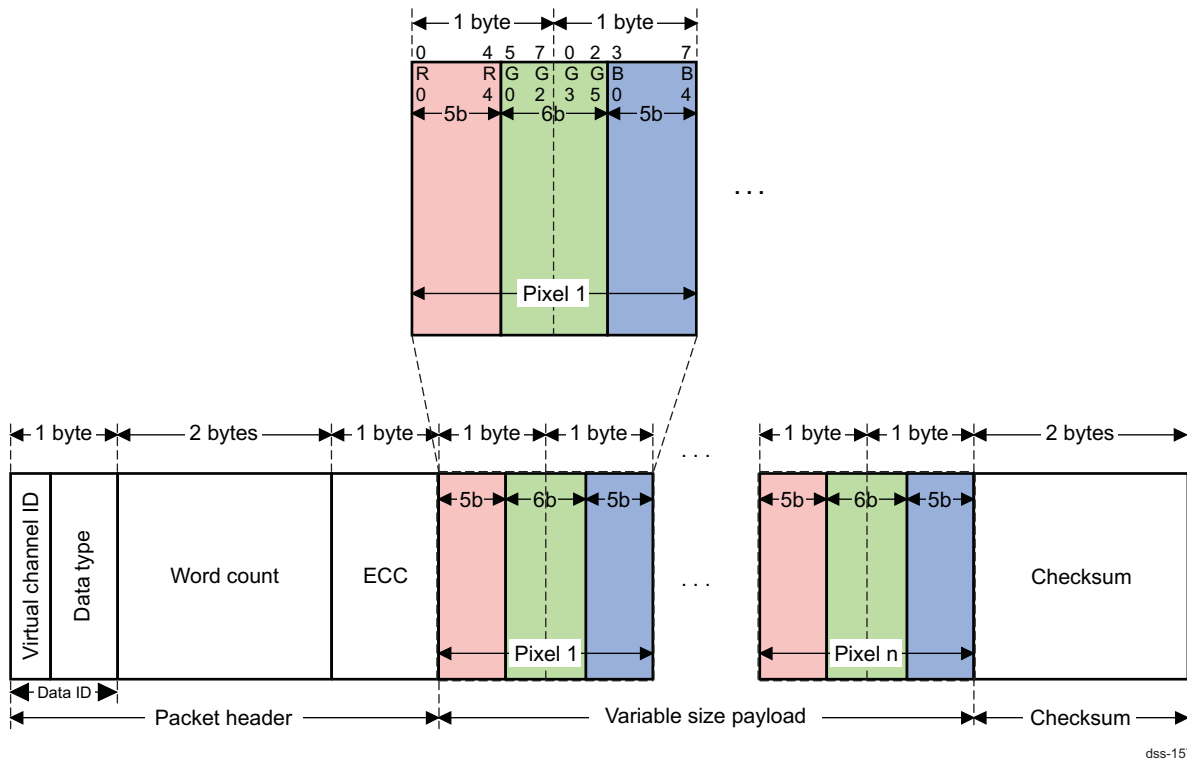 1 byte 1 byte
0 4 5 7 0 2 3 7
R R G G G G B B
0 4 0 2 3 5 0 4
5b 6b 5b
. . .
Pixel 1
1 byte 2 bytes 1 byte 1 byte 1 byte . . . 1 byte 1 byte 2 bytes
5b 6b 5b 5b 6b 5b
Virtual channel ID
Data type
Word count ECC . . . Checksum
Pixel 1 Pixel n
Data ID
Packet header Variable size payload Checksum